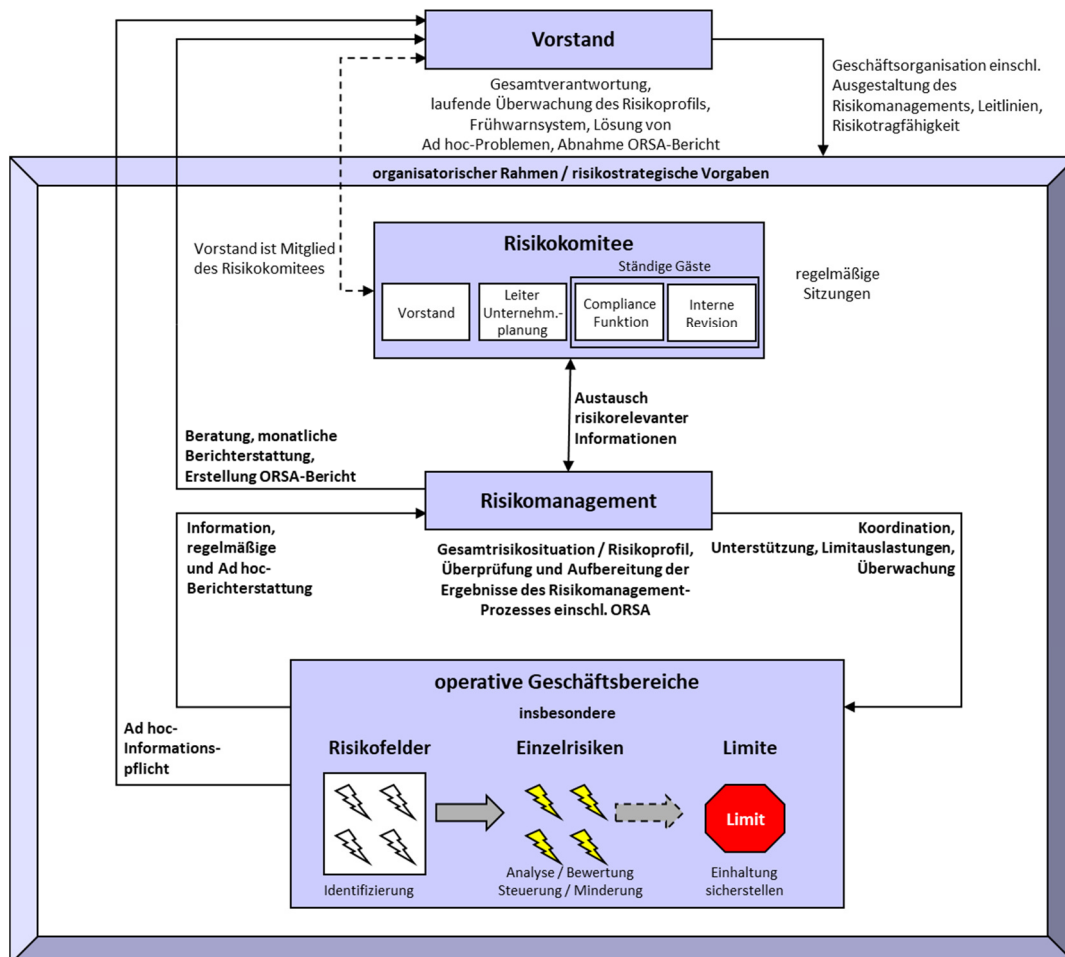 Vorstand
Gesamtverantwortung,
laufende Überwachung des Risikoprofils,
Frühwarnsystem, Lösung von
Ad hoc-Problemen, Abnahme ORSA-Bericht
Geschäftsorganisation einschl.
Ausgestaltung des
Risikomanagements, Leitlinien,
Risikotragfähigkeit
organisatorischer Rahmen / risikostrategische Vorgaben
Vorstand ist Mitglied
des Risikokomitees
Risikokomitee
Ständige Gäste
Vorstand
Leiter
Unternehm.-
planung
Compliance
Funktion
Interne
Revision
regelmäßige
Sitzungen
Austausch
risikorelevanter
Informationen
Beratung, monatliche
Berichterstattung,
Erstellung ORSA-Bericht
Risikomanagement
Gesamtrisikosituation / Risikoprofil,
Überprüfung und Aufbereitung der
Ergebnisse des Risikomanagement-
Prozesses einschl. ORSA
Information,
regelmäßige
und Ad hoc-
Berichterstattung
Koordination,
Unterstützung, Limitauslastungen,
Überwachung
Ad hoc-
Informations-
pflicht
operative Geschäftsbereiche
insbesondere
Risikofelder
Identifizierung
Einzelrisiken
Analyse / Bewertung
Steuerung / Minderung
Limite
Limit
Einhaltung
sicherstellen